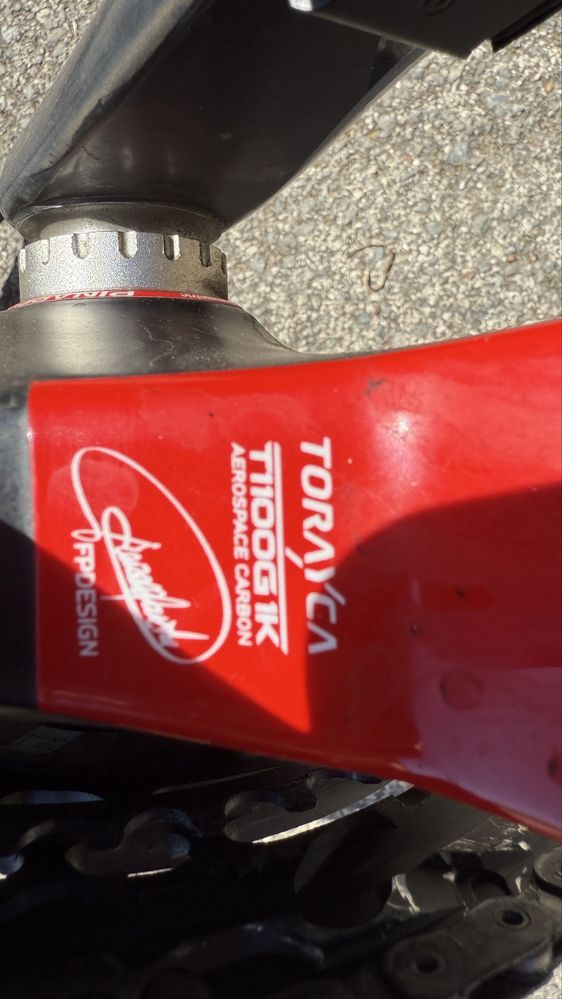 TORAYCA
T1100G 1K
AEROSPACE CARBON
FPDESIGN